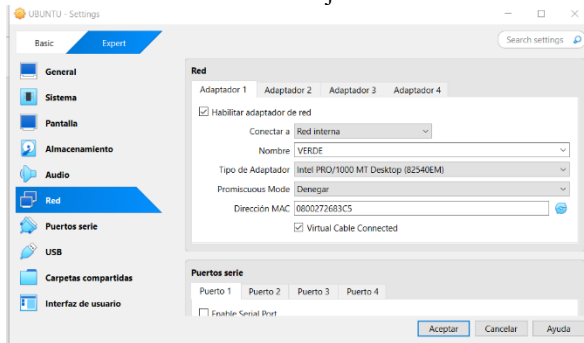 UBUNTU - Settings
Basic
Expert
Search settings
General
Sistema
Pantalla
Almacenamiento
Audio
Red
Puertos serie
USB
Carpetas compartidas
Interfaz de usuario
Red
Adaptador 1 Adaptador 2 Adaptador 3 Adaptador 4
Habilitar adaptador de red
Conectar a Red interna
Nombre VERDE
Tipo de Adaptador Intel PRO/1000 MT Desktop (82540EM)
Promiscuous Mode Denegar
Dirección MAC 0800272683C5
Virtual Cable Connected
Puertos serie
Puerto 1 Puerto 2 Puerto 3 Puerto 4
Enable Serial Port
Aceptar Cancelar Ayuda